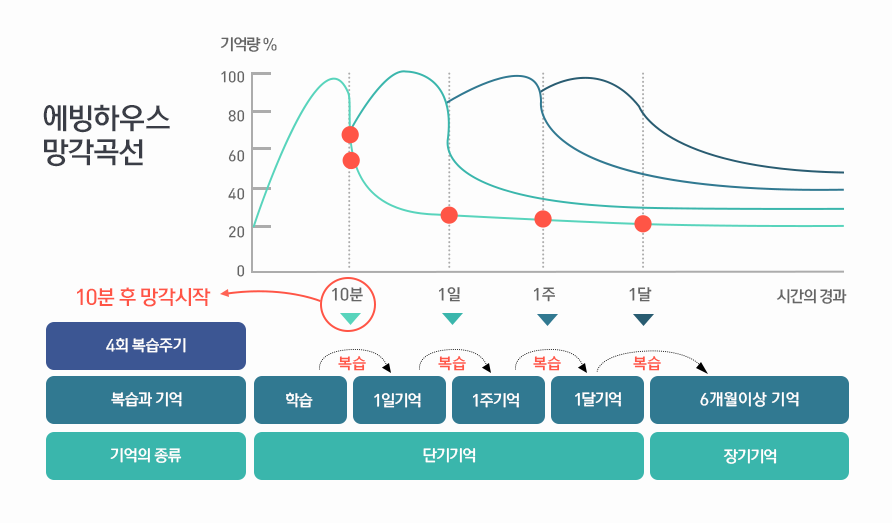 기억량 %
에빙하우스
망각곡선
100
80
60
40
20
0
10분 후 망각시작
10분
1일
1주
1달
시간의 경과
4회 복습주기
복습
복습
복습
복습
복습과 기억
학습
1일기억
1주기억
1달기억
6개월이상 기억
기억의 종류
단기기억
장기기억